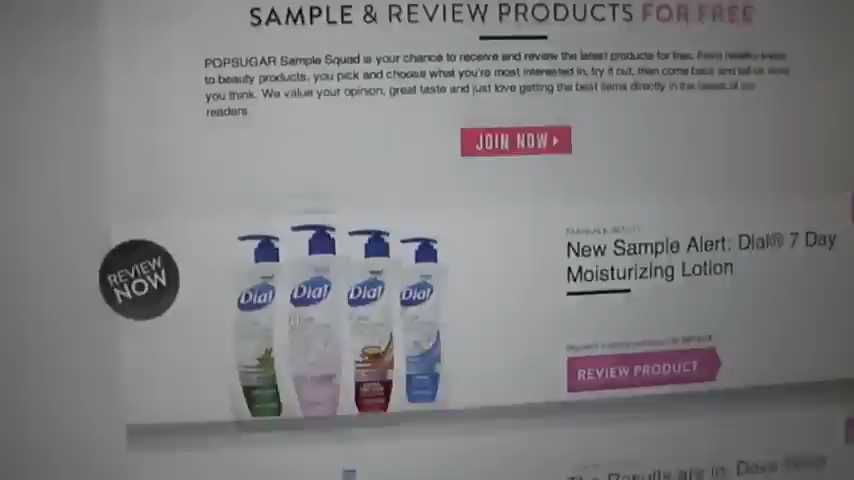 SAMPLE & REVIEW PRODUCTS FOR FREE
POPSUGAR Sample Squad is your chance to receive and review the latest products for free. From
to beauty products, you pick and choose what you're most interested in, try it out, then come back and tell us what
you think. We value your opinion, great taste and just love getting the best items directly in the hands of our
readers.
JOIN NOW
REVIEW
NOW
New Sample Alert: Dial® 7 Day
Moisturizing Lotion
Dial
Dial
Dial
Dial
REVIEW PRODUCT
The Results are in: Dove